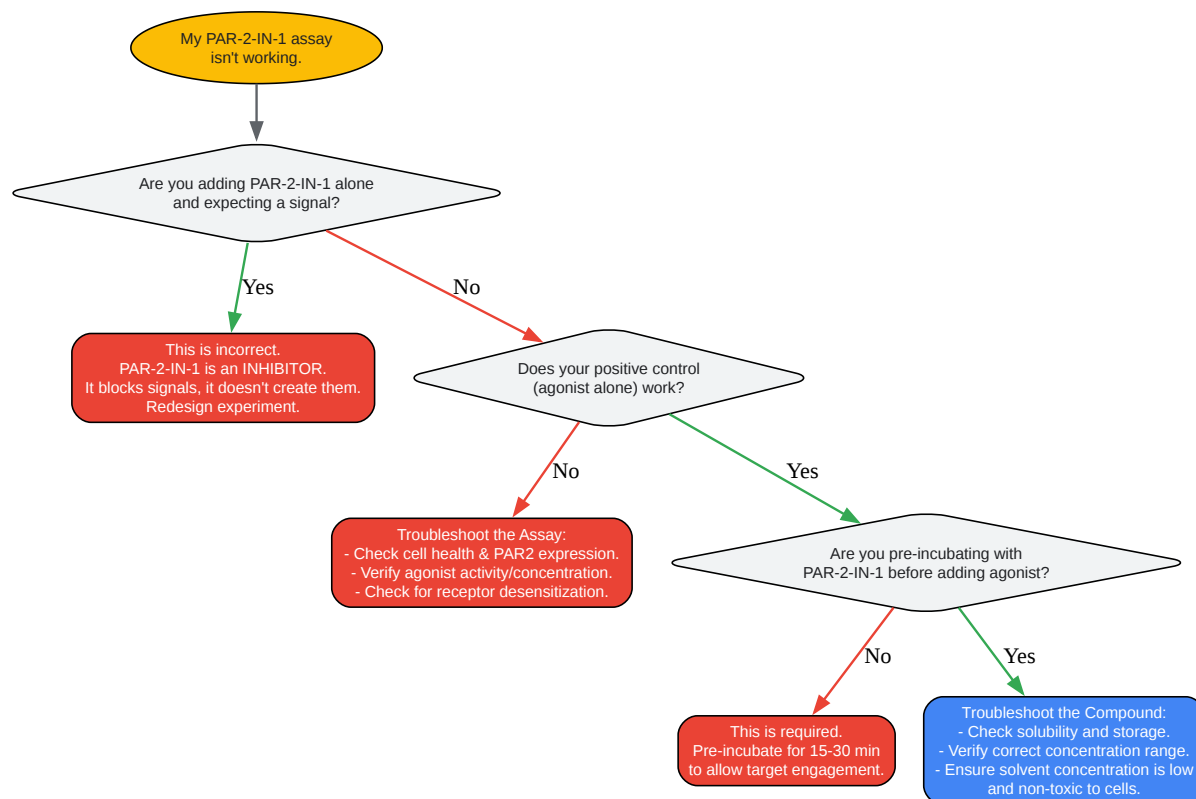 My PAR-2-IN-1 assay
isn't working.
Are you adding PAR-2-IN-1 alone
and expecting a signal?
Yes
No
This is incorrect.
PAR-2-IN-1 is an INHIBITOR.
It blocks signals, it doesn't create them.
Redesign experiment.
Does your positive control
(agonist alone) work?
No
Yes
Troubleshoot the Assay:
- Check cell health & PAR2 expression.
- Verify agonist activity/concentration.
- Check for receptor desensitization.
Are you pre-incubating with
PAR-2-IN-1 before adding agonist?
No
Yes
This is required.
Pre-incubate for 15-30 min
to allow target engagement.
Troubleshoot the Compound:
- Check solubility and storage.
- Verify correct concentration range.
- Ensure solvent concentration is low
and non-toxic to cells.